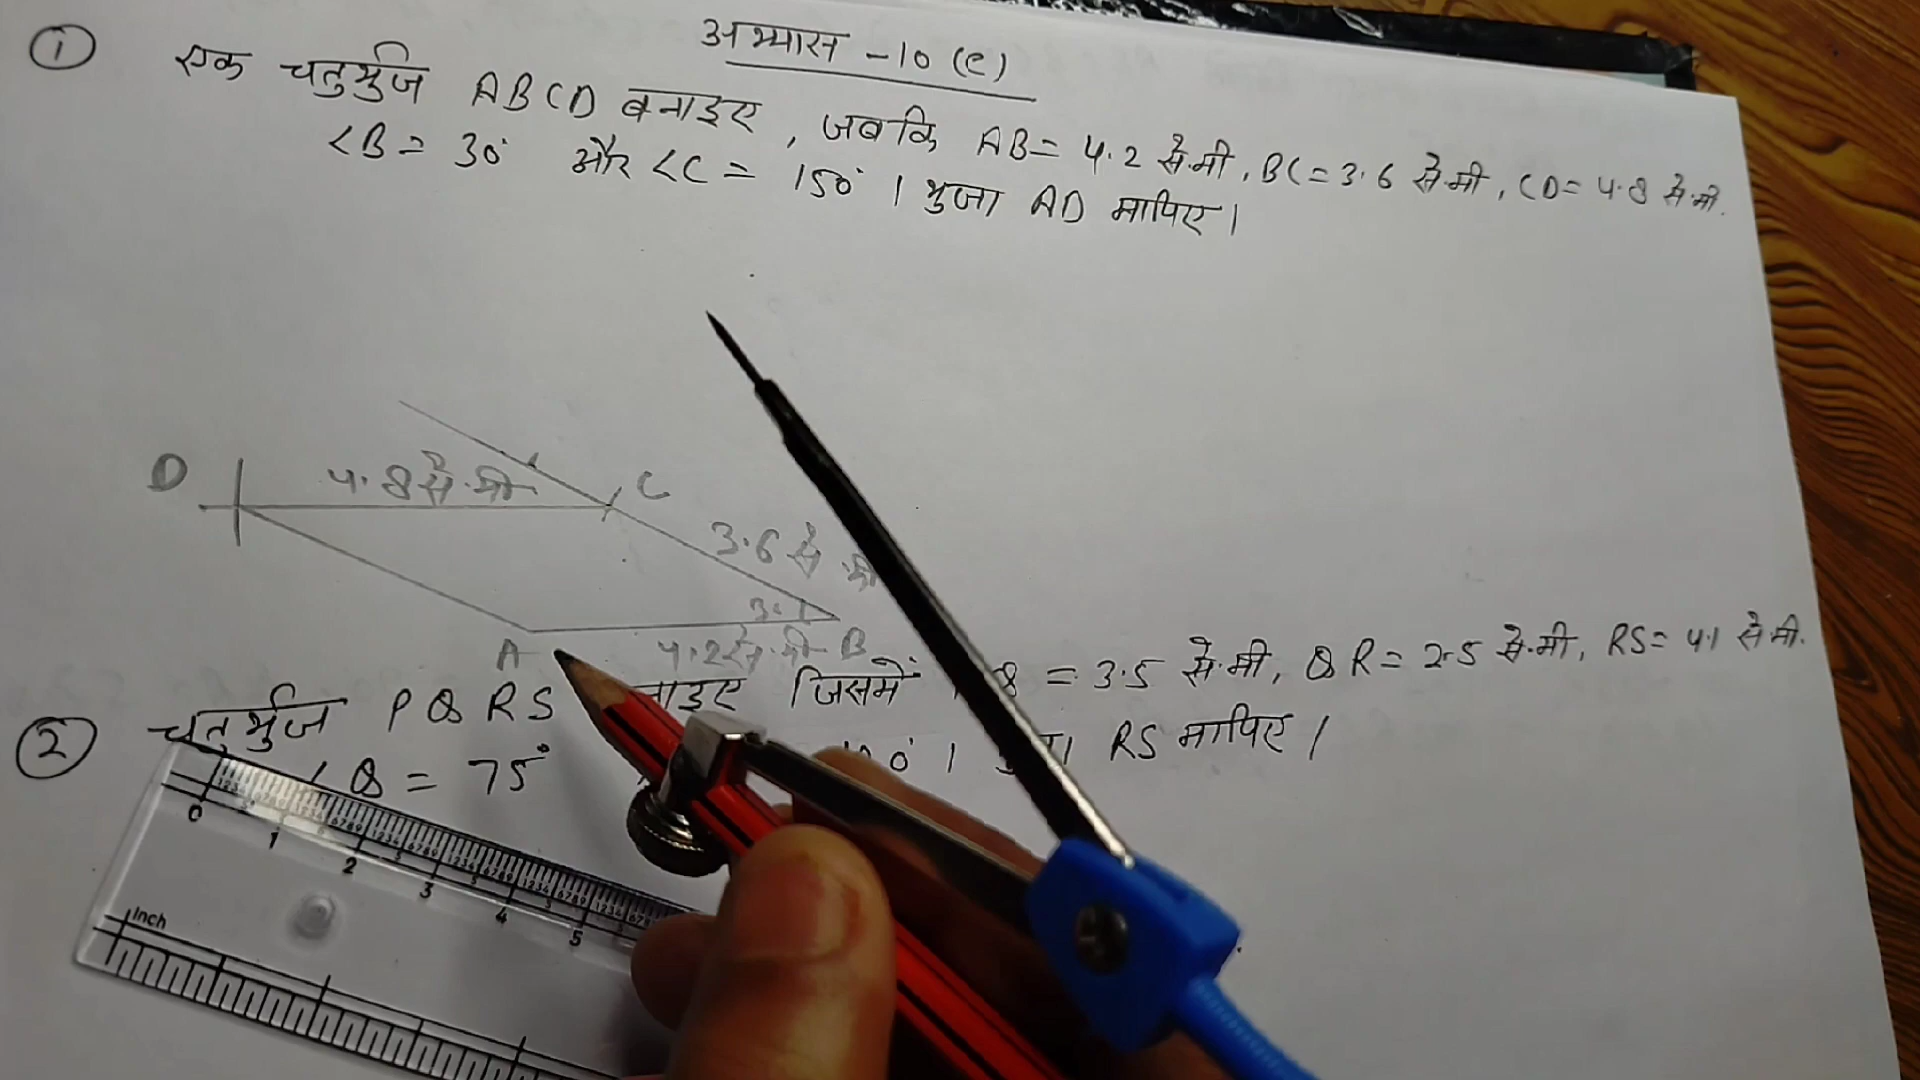 अभ्यास - 10 (e)
① एक चतुर्भुज ABCD बनाइए, जबकि AB = 4.2 से.मी, BC = 3.6 से.मी, CD = 4.8 से.मी.
<B = 30° और <C = 150° । भुजा AD मापिए।
D 4.8 से.मी C
3.6 से
A 4.2 से.मी B
② चतुर्भुज PQRS जिसमें = 3.5 से.मी, QR = 2.5 से.मी, RS = 4.1 से.मी.
Q = 75° । RS मापिए।
0 1 2 3 4 5
Inch